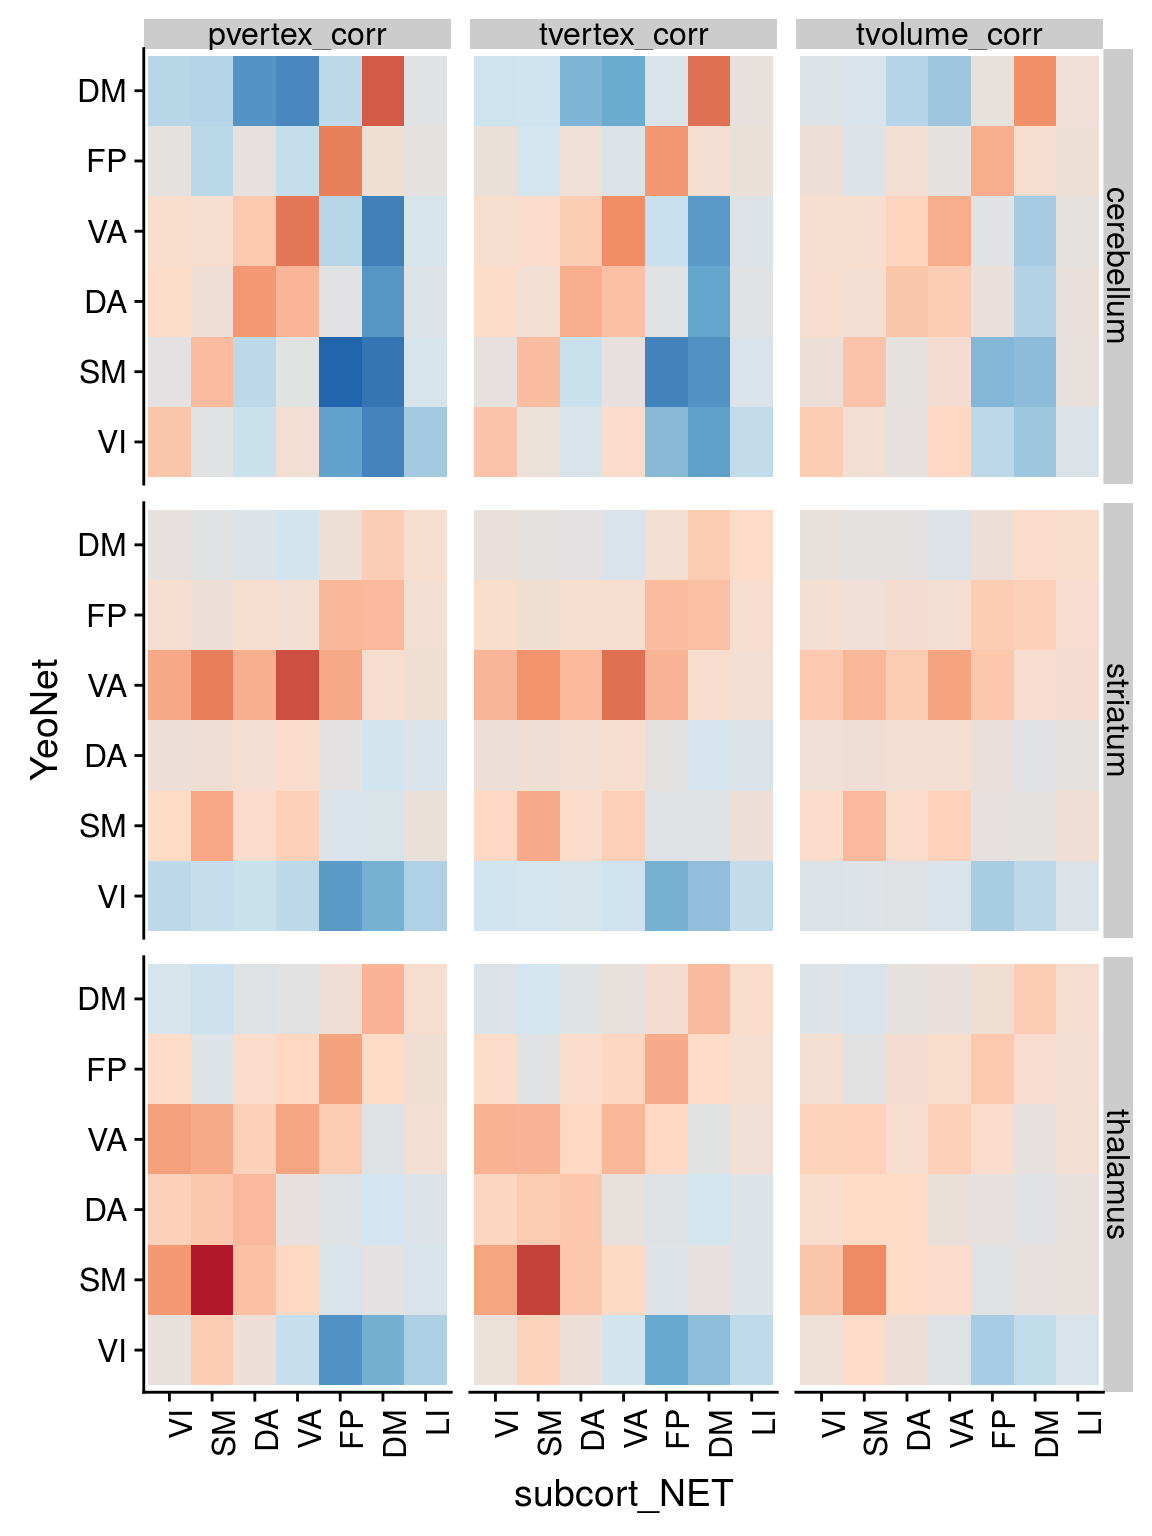 pvertex_corr tvertex_corr tvolume_corr
DM
FP
VA
DA
SM
VI
cerebellum
DM
FP
VA
DA
SM
VI
striatum
DM
FP
VA
DA
SM
VI
thalamus
YeoNet
VI SM DA VA FP DM LI VI SM DA VA FP DM LI VI SM DA VA FP DM LI
subcort_NET